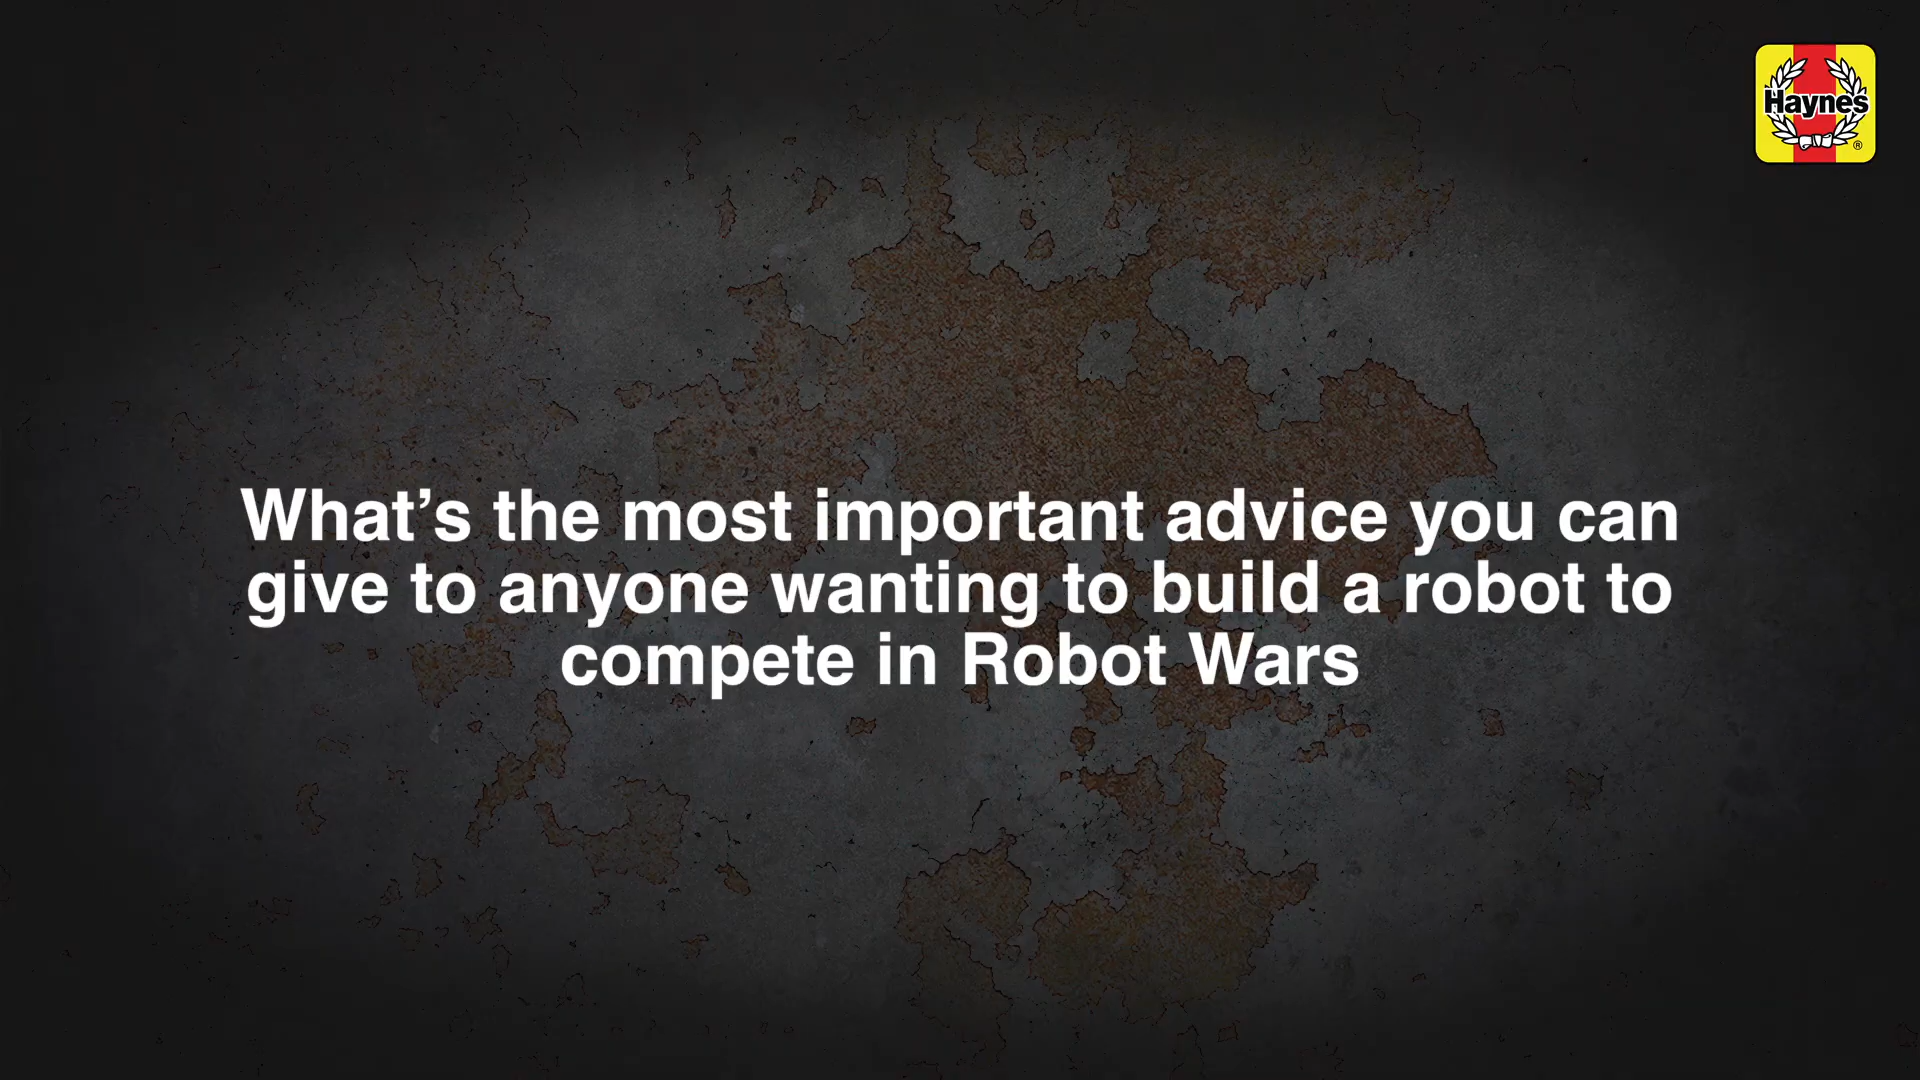 Haynes
®
What’s the most important advice you can
give to anyone wanting to build a robot to
compete in Robot Wars